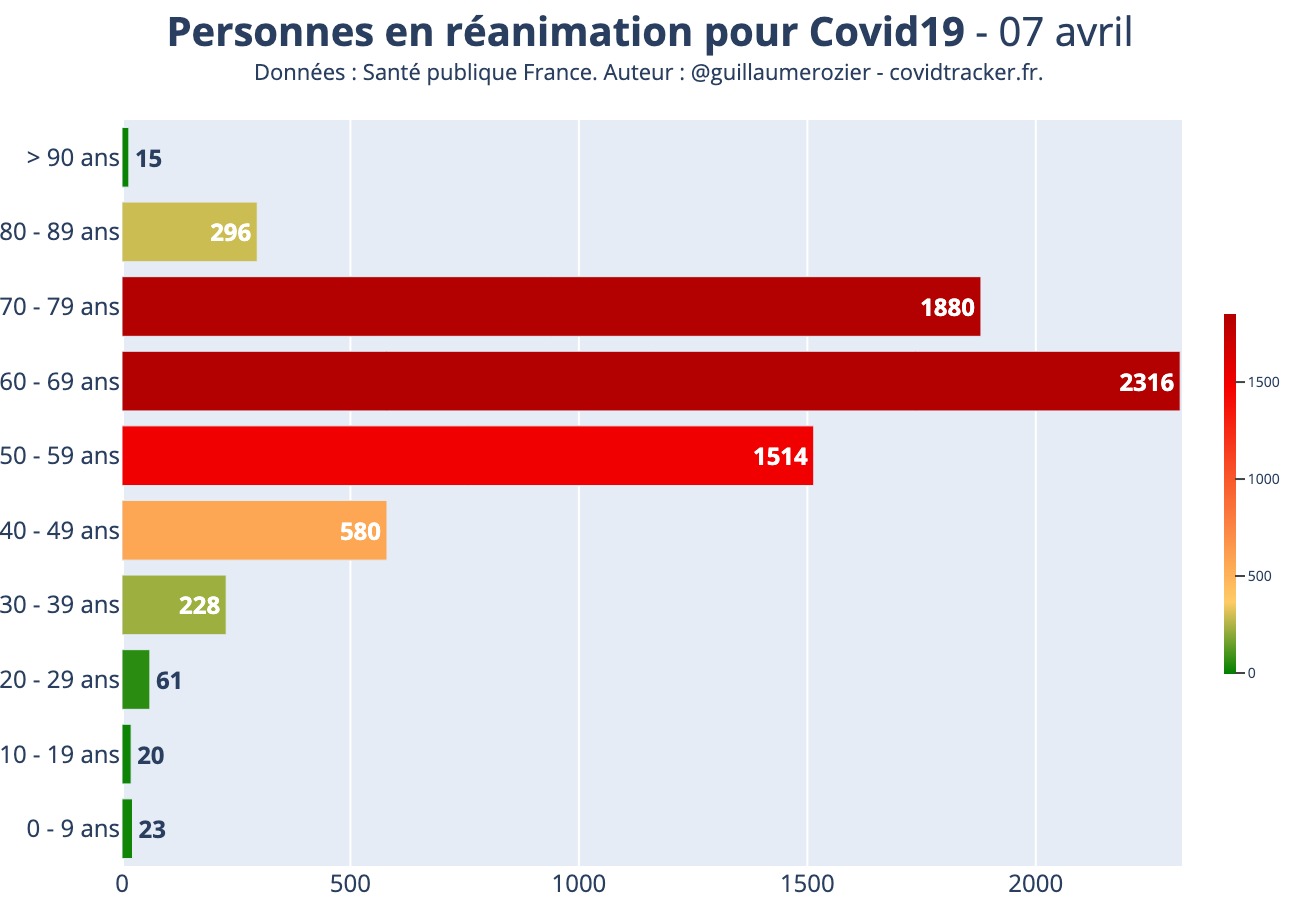 Personnes en réanimation pour Covid19 - 07 avril
Données : Santé publique France. Auteur : @guillaumerozier - covidtracker.fr.
> 90 ans 15
80 - 89 ans 296
70 - 79 ans 1880
60 - 69 ans 2316
50 - 59 ans 1514
40 - 49 ans 580
30 - 39 ans 228
20 - 29 ans 61
10 - 19 ans 20
0 - 9 ans 23
0 500 1000 1500 2000
1500
1000
500
0